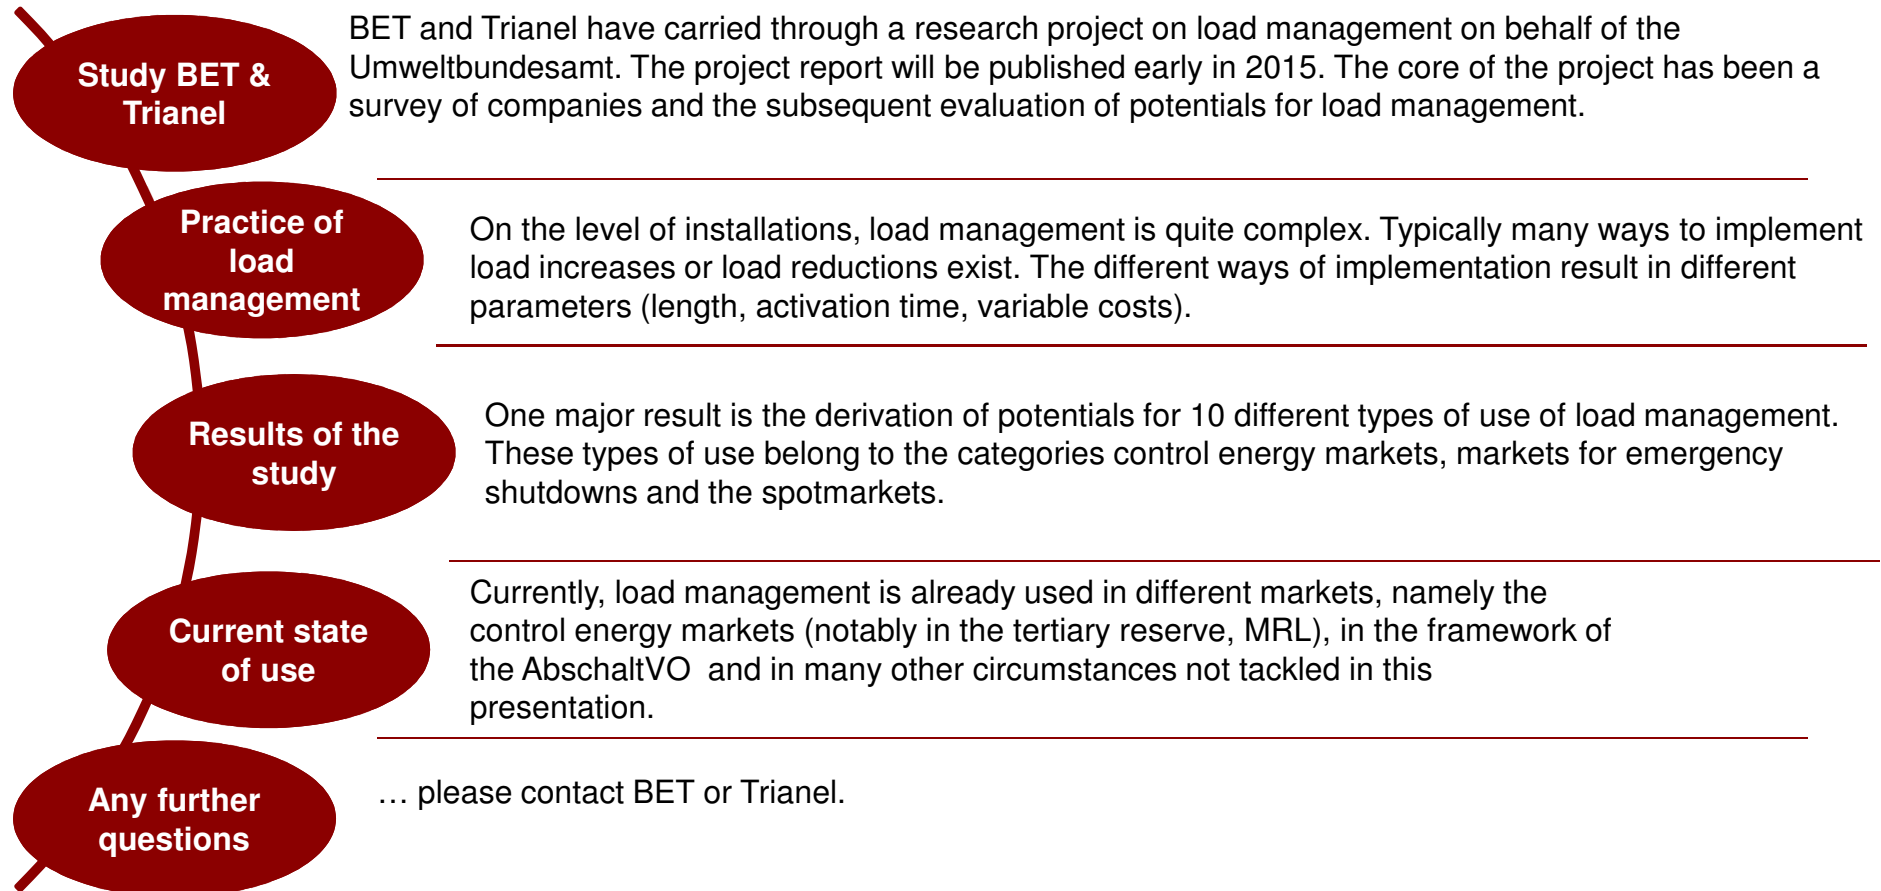 Study BET &
Trianel
BET and Trianel have carried through a research project on load management on behalf of the
Umweltbundesamt. The project report will be published early in 2015. The core of the project has been a
survey of companies and the subsequent evaluation of potentials for load management.
Practice of
load
management
On the level of installations, load management is quite complex. Typically many ways to implement
load increases or load reductions exist. The different ways of implementation result in different
parameters (length, activation time, variable costs).
Results of the
study
One major result is the derivation of potentials for 10 different types of use of load management.
These types of use belong to the categories control energy markets, markets for emergency
shutdowns and the spotmarkets.
Current state
of use
Currently, load management is already used in different markets, namely the
control energy markets (notably in the tertiary reserve, MRL), in the framework of
the AbschaltVO  and in many other circumstances not tackled in this
presentation.
Any further
questions
… please contact BET or Trianel.